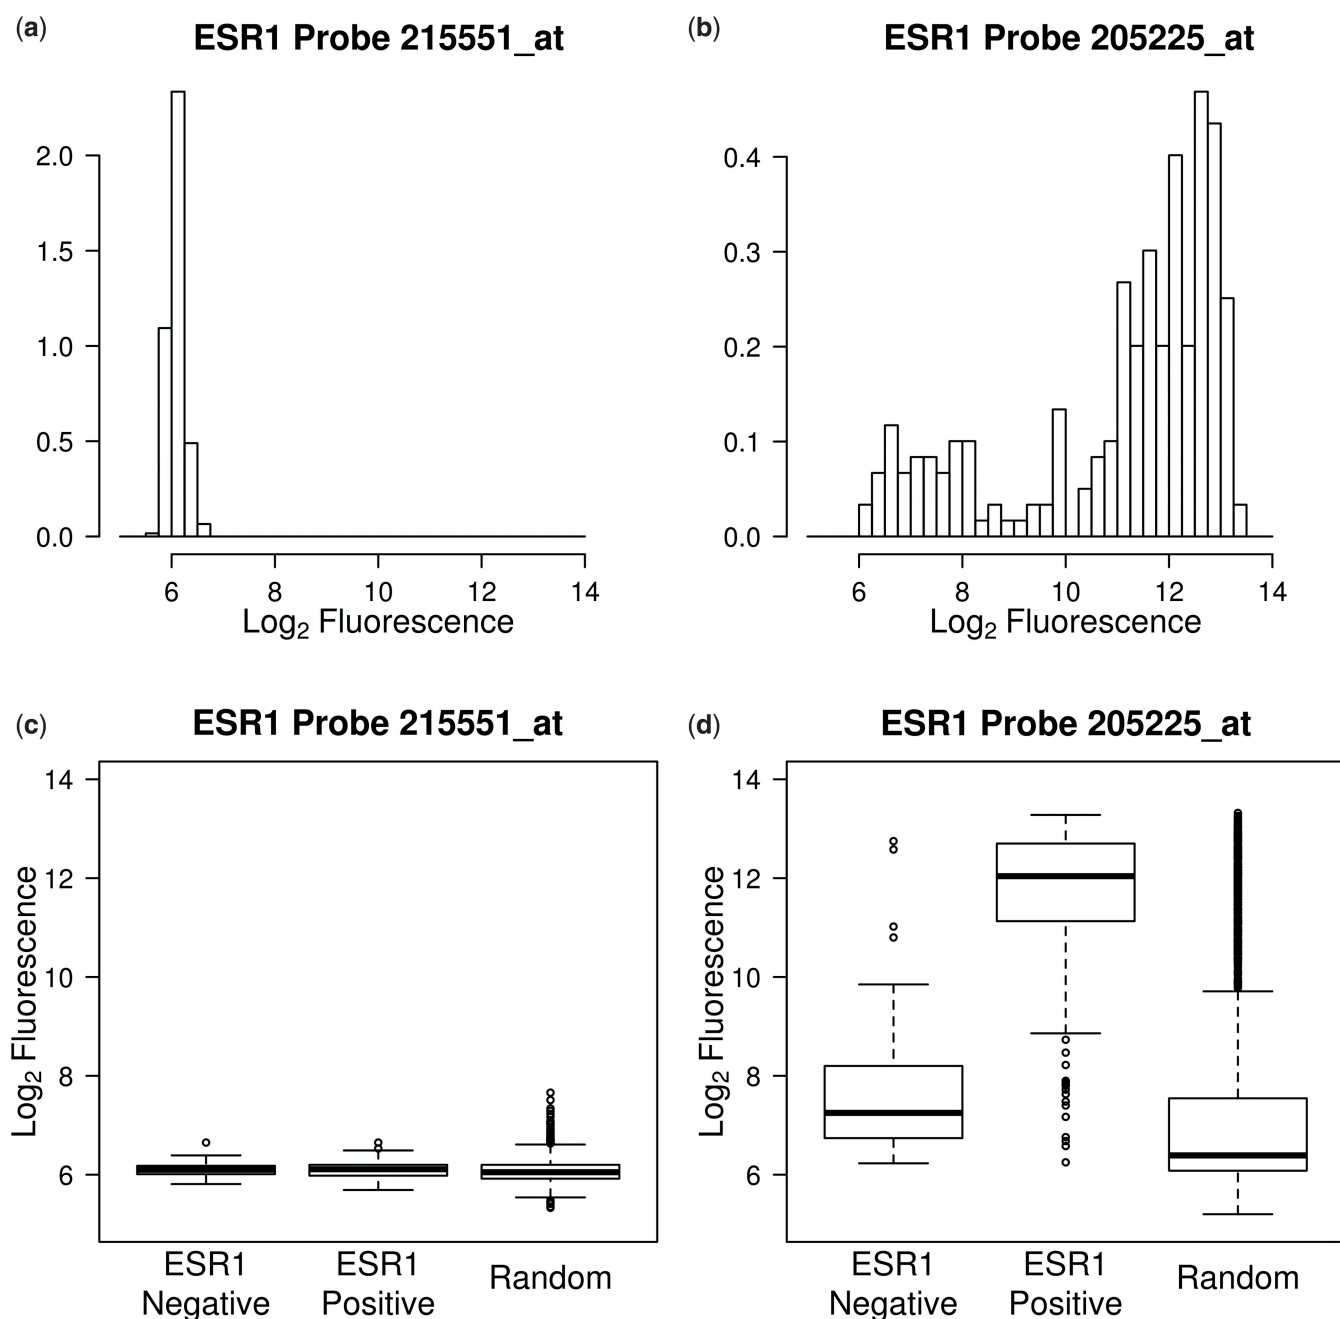 (a)
ESR1 Probe 215551_at
2.0
1.5
1.0
0.5
0.0
6 8 10 12 14
Log2 Fluorescence
(b)
ESR1 Probe 205225_at
0.4
0.3
0.2
0.1
0.0
6 8 10 12 14
Log2 Fluorescence
(c)
ESR1 Probe 215551_at
14
12
10
8
6
Log2 Fluorescence
ESR1 Negative
ESR1 Positive
Random
(d)
ESR1 Probe 205225_at
14
12
10
8
6
Log2 Fluorescence
ESR1 Negative
ESR1 Positive
Random